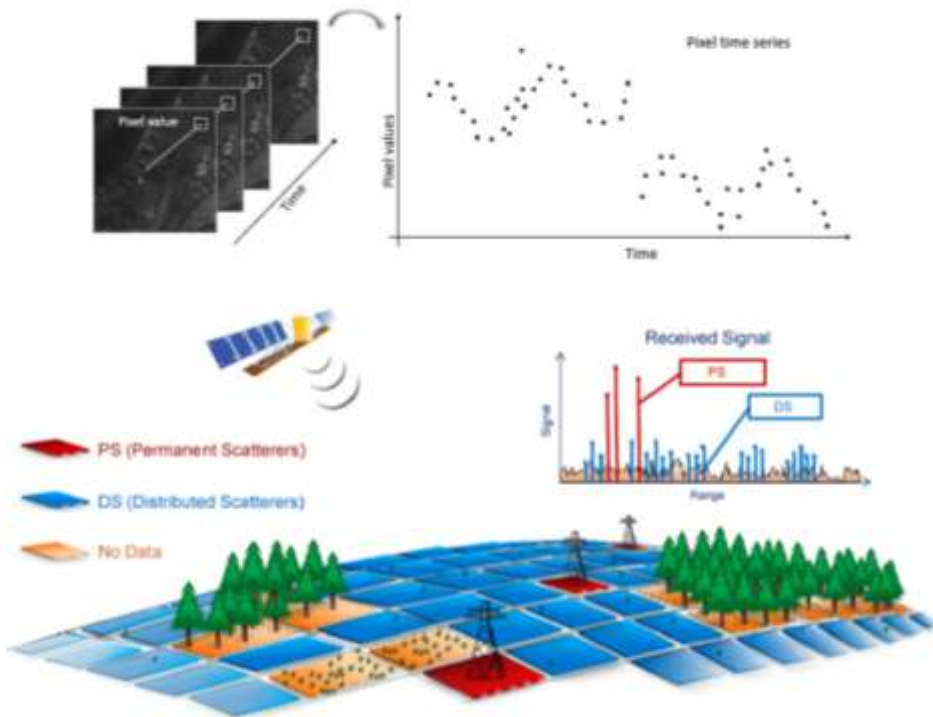 Pixel value
Time
Pixel time series
Pixel values
Time
Received Signal
PS
DS
Signal
Range
PS (Permanent Scatterers)
DS (Distributed Scatterers)
No Data